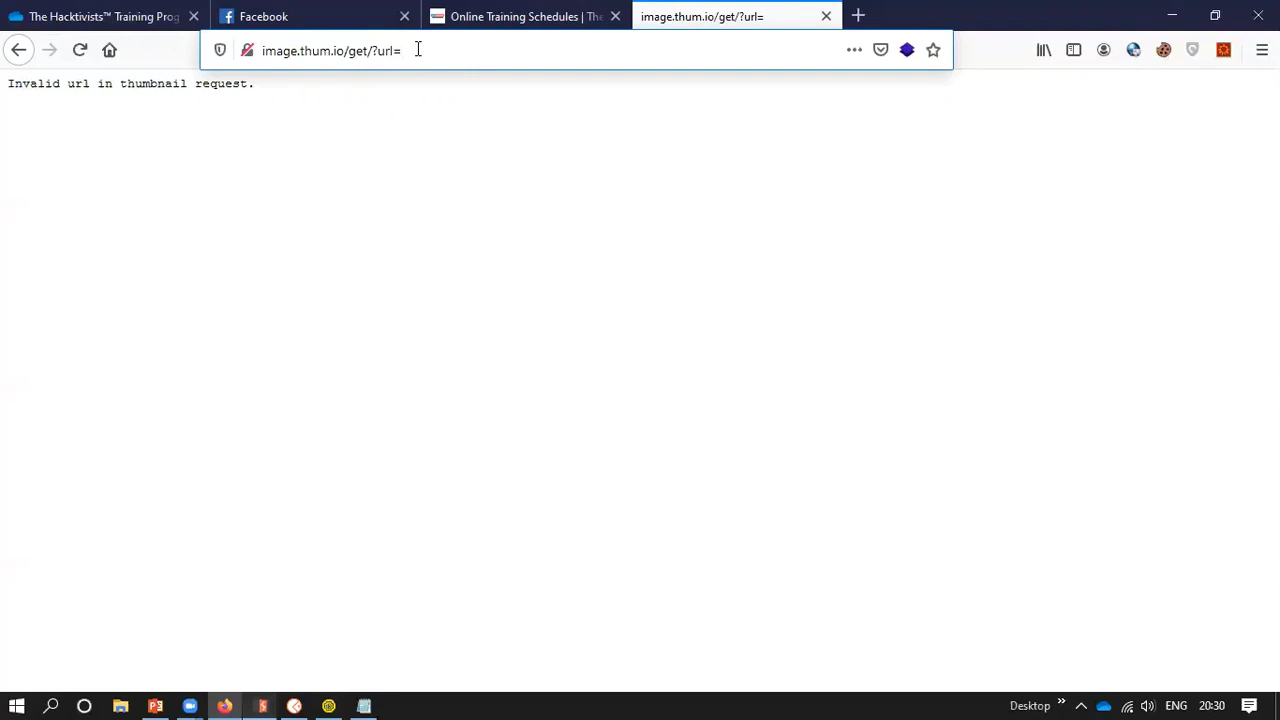 The Hacktivists™ Training Prog
Facebook
Online Training Schedules | The
image.thum.io/get/?url=
image.thum.io/get/?url=
Invalid url in thumbnail request.
Desktop
ENG
20:30